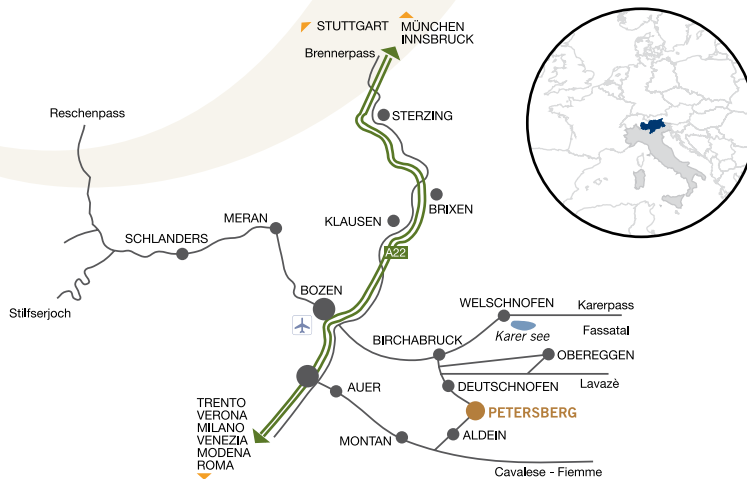 STUTTGART
MÜNCHEN
INNSBRUCK
Brennerpass
Reschenpass
STERZING
BRIXEN
KLAUSEN
MERAN
SCHLANDERS
A22
BOZEN
Stilfserjoch
WELSCHNOFEN
Karerpass
Karer see
Fassatal
BIRCHABRUCK
OBEREGGEN
DEUTSCHNOFEN
Lavazè
AUER
PETERSBERG
TRENTO
VERONA
MILANO
VENEZIA
MODENA
ROMA
MONTAN
ALDEIN
Cavalese - Fiemme